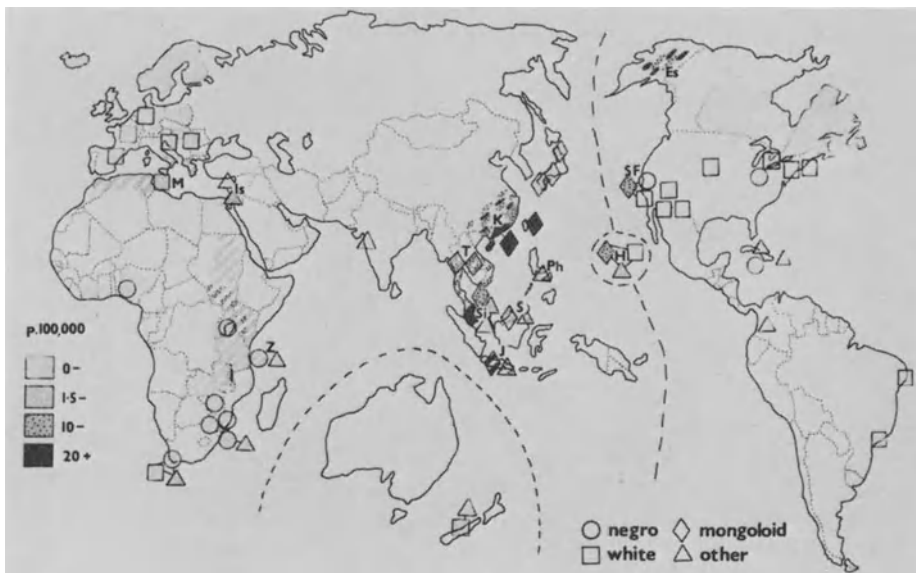 Es
SF
M
Is
K
T
H
Ph
Si
S
J
Z
p.100,000
0-
1·5-
10-
20 +
negro mongoloid
white other